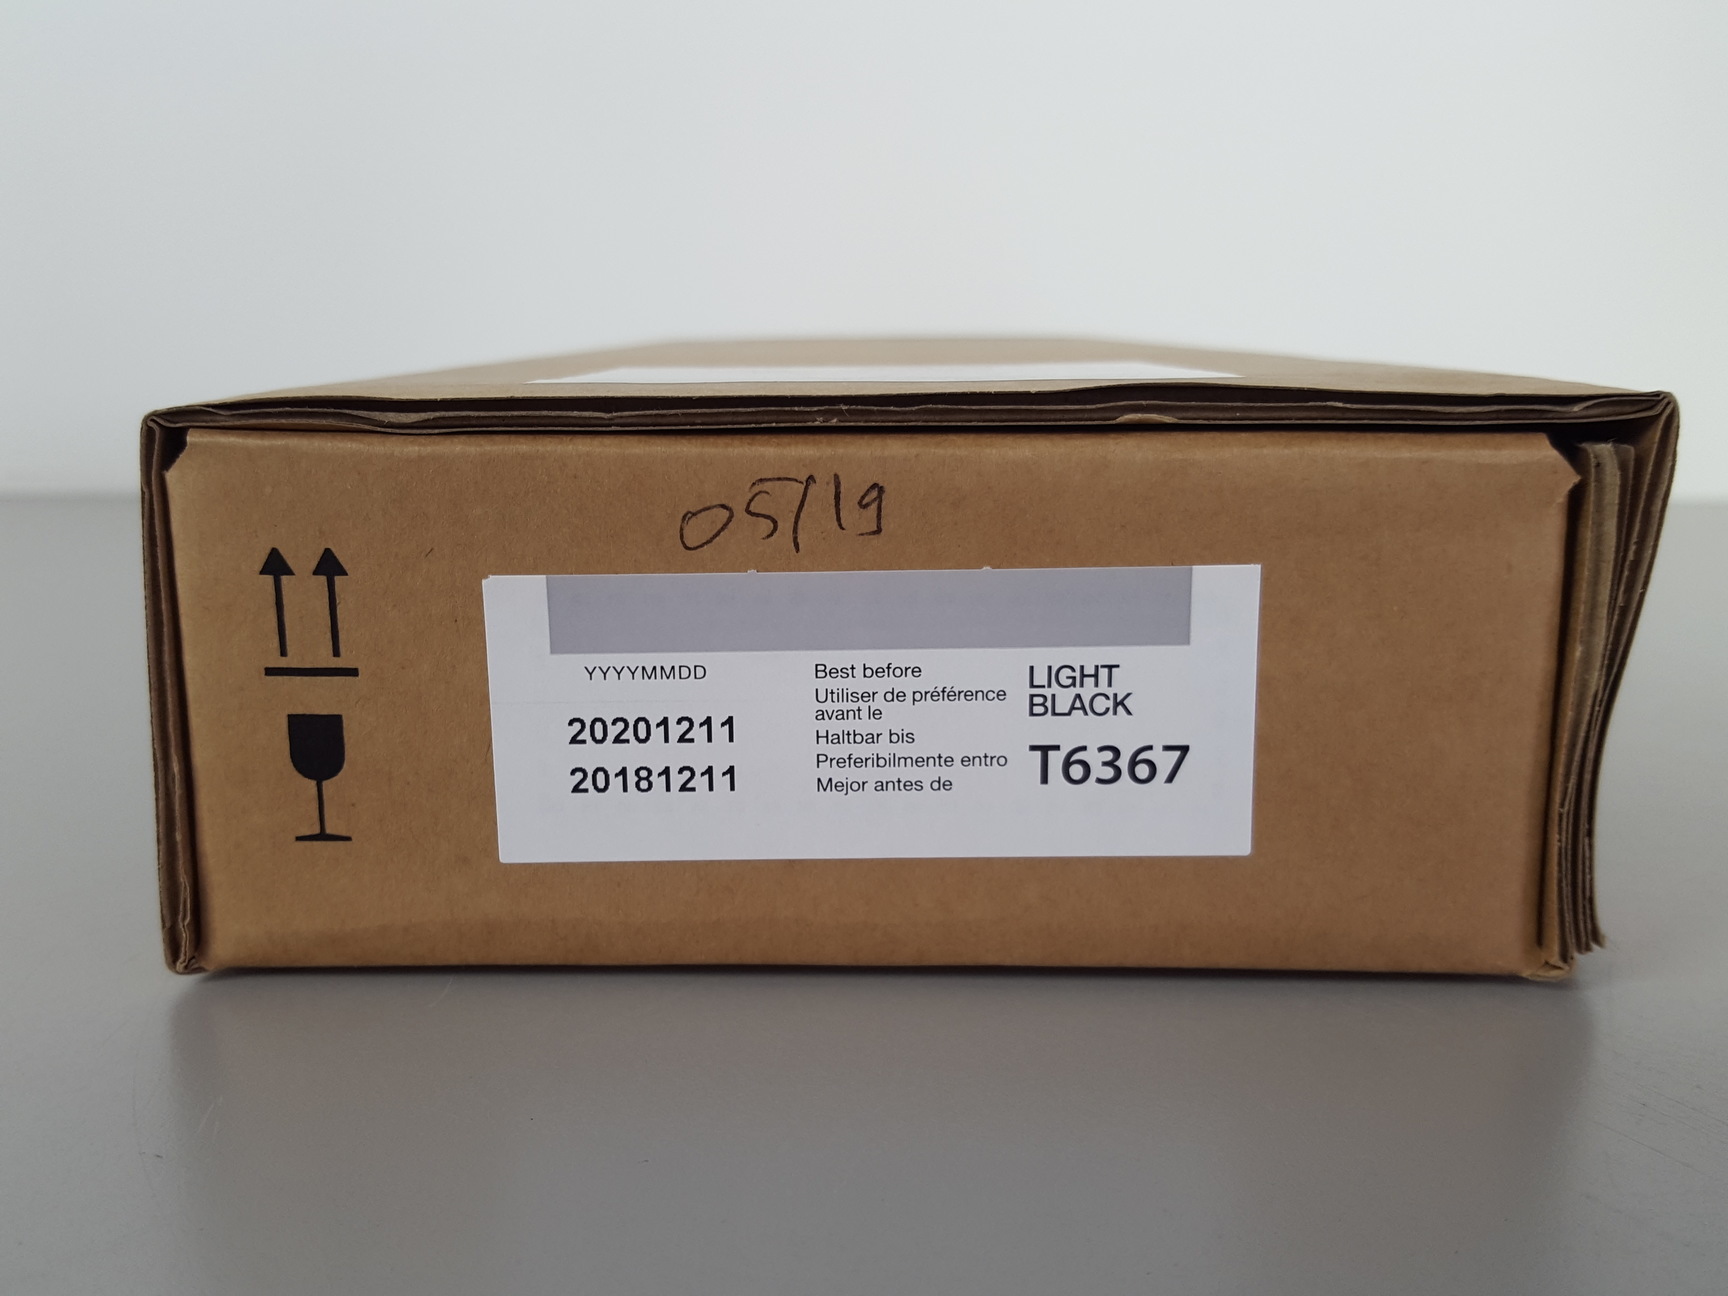 05/19
YYYYMMDD
20201211
20181211
Best before
Utiliser de préférence
avant le
Haltbar bis
Preferibilmente entro
Mejor antes de
LIGHT
BLACK
T6367